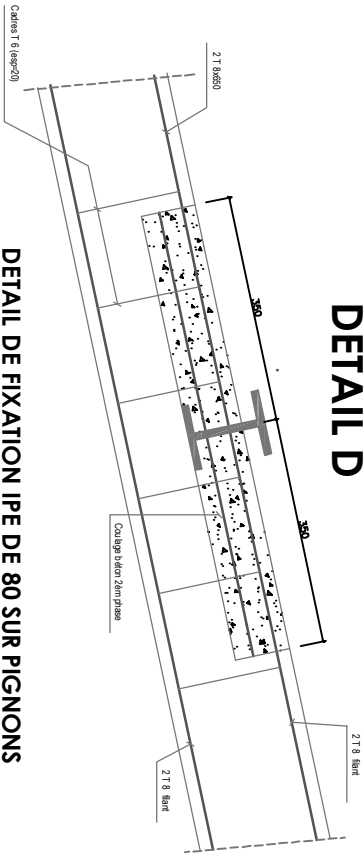 DETAIL D
2 T 8x650
Cadres T 6 (esp=20)
350
350
Coulage béton 2ém phase
2 T 8 filant
2 T 8 filant
DETAIL DE FIXATION IPE DE 80 SUR PIGNONS